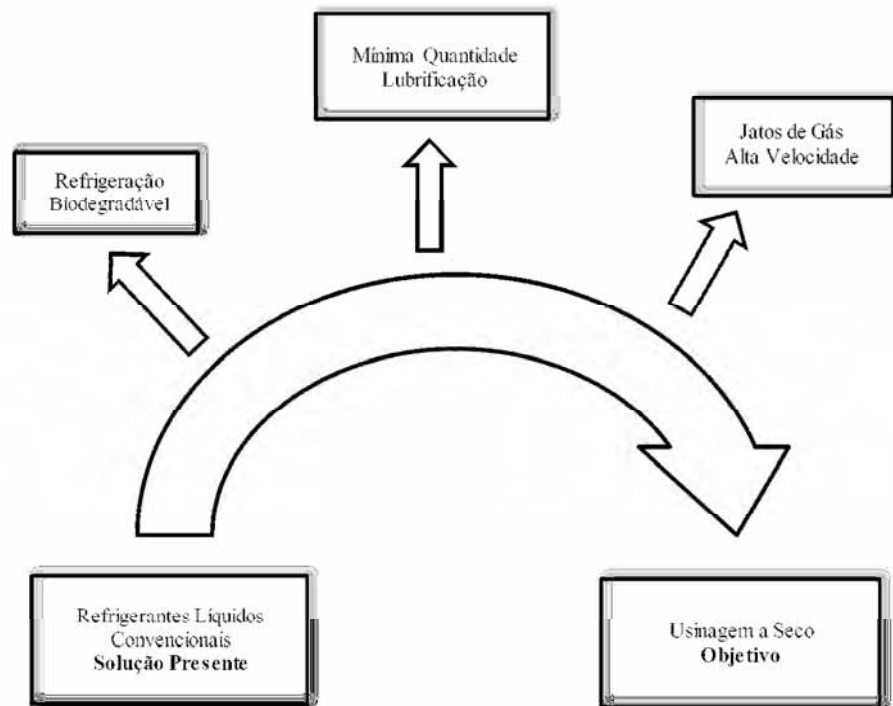 Mínima Quantidade
Lubrificação
Jatos de Gás
Alta Velocidade
Refrigeração
Biodegradável
Refrigerantes Líquidos
Convencionais
Solução Presente
Usinagem a Seco
Objetivo